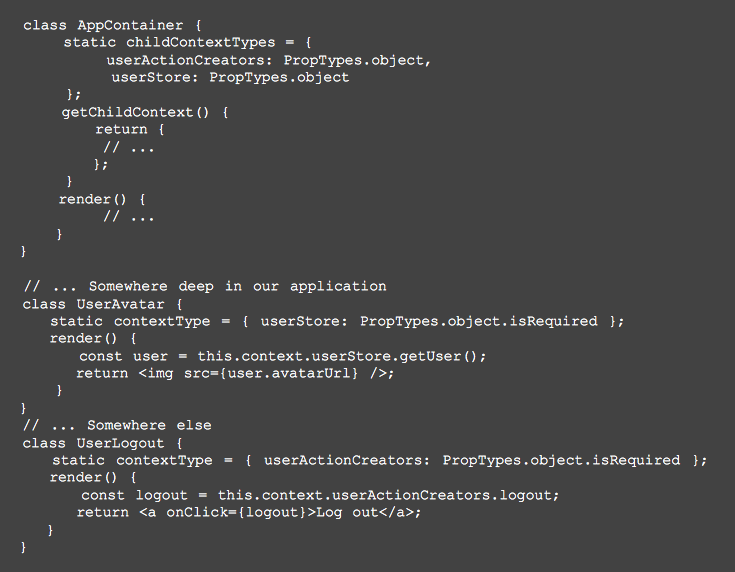 class AppContainer {
static childContextTypes = {
userActionCreators: PropTypes.object,
userStore: PropTypes.object
};
getChildContext() {
return {
// ...
};
}
render() {
// ...
}
}
// ... Somewhere deep in our application
class UserAvatar {
static contextType = { userStore: PropTypes.object.isRequired };
render() {
const user = this.context.userStore.getUser();
return <img src={user.avatarUrl} />;
}
}
// ... Somewhere else
class UserLogout {
static contextType = { userActionCreators: PropTypes.object.isRequired };
render() {
const logout = this.context.userActionCreators.logout;
return <a onClick={logout}>Log out</a>;
}
}